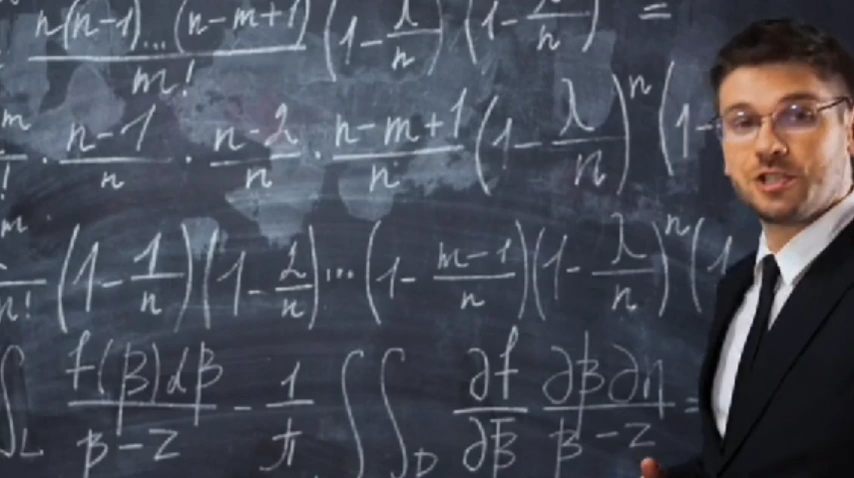 n(n-1)...(n-m+1) / m! (1-λ/n) (1-λ/n) =
m/! · n-1/n · n-2/n · n-m+1/n (1-λ/n)^n (1-
m/n! (1-1/n)(1-2/n)...(1-m-1/n)(1-λ/n)^n (1
∫_L f(β)dβ/β-z - 1/π ∫∫_D ∂f/∂β̄ ∂β∂η/β-z =